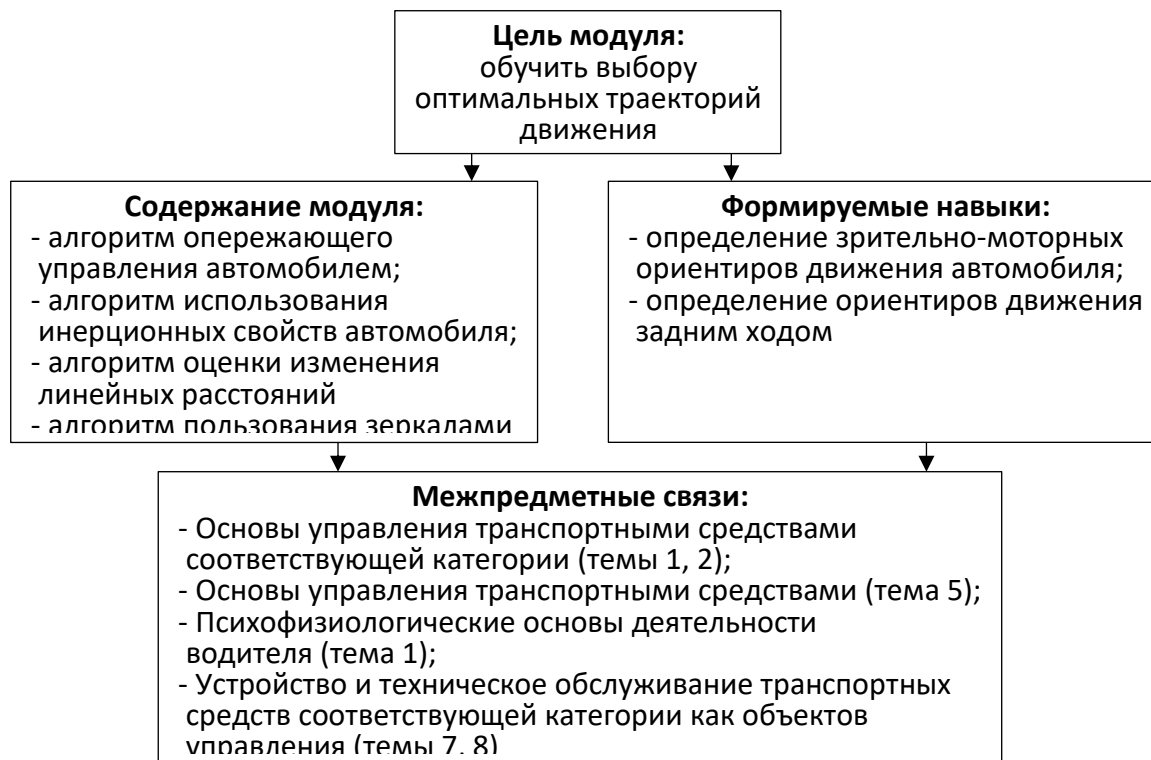 Цель модуля:
обучить выбору
оптимальных траекторий
движения
Содержание модуля:
- алгоритм опережающего
управления автомобилем;
- алгоритм использования
инерционных свойств автомобиля;
- алгоритм оценки изменения
линейных расстояний
- алгоритм пользования зеркалами
Формируемые навыки:
- определение зрительно-моторных
ориентиров движения автомобиля;
- определение ориентиров движения
задним ходом
Межпредметные связи:
- Основы управления транспортными средствами
соответствующей категории (темы 1, 2);
- Основы управления транспортными средствами (тема 5);
- Психофизиологические основы деятельности
водителя (тема 1);
- Устройство и техническое обслуживание транспортных
средств соответствующей категории как объектов
управления (темы 7, 8)